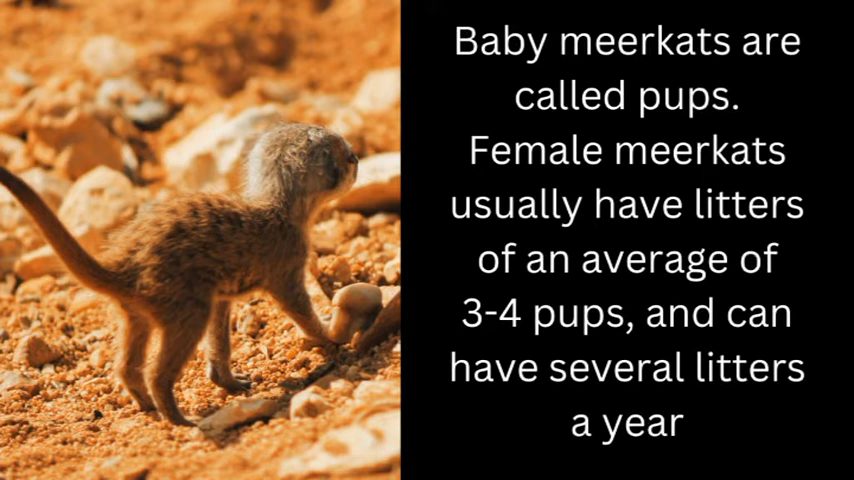 Baby meerkats are
called pups.
Female meerkats
usually have litters
of an average of
3-4 pups, and can
have several litters
a year